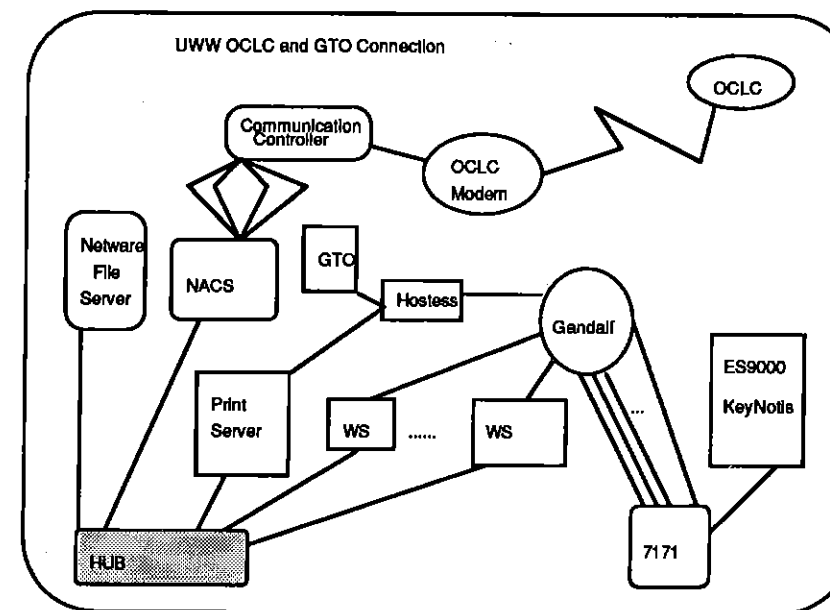 UWW OCLC and GTO Connection
OCLC
Communication
Controller
OCLC
Modem
Netware
File
Server
NACS
GTO
Hostess
Gandalf
ES9000
KeyNotis
Print
Server
WS
......
WS
...
HUB
7171